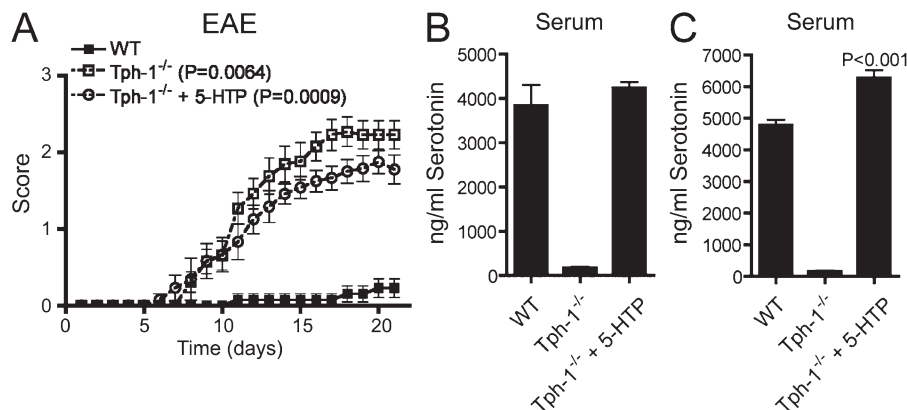 A
EAE
WT
Tph-1-/- (P=0.0064)
Tph-1-/- + 5-HTP (P=0.0009)
Score
3
2
1
0
0
5
10
15
20
Time (days)
B
Serum
ng/ml Serotonin
5000
4000
3000
2000
1000
0
WT
Tph-1-/-
Tph-1-/- + 5-HTP
C
Serum
ng/ml Serotonin
7000
6000
5000
4000
3000
2000
1000
0
P<0.001
WT
Tph-1-/-
Tph-1-/- + 5-HTP